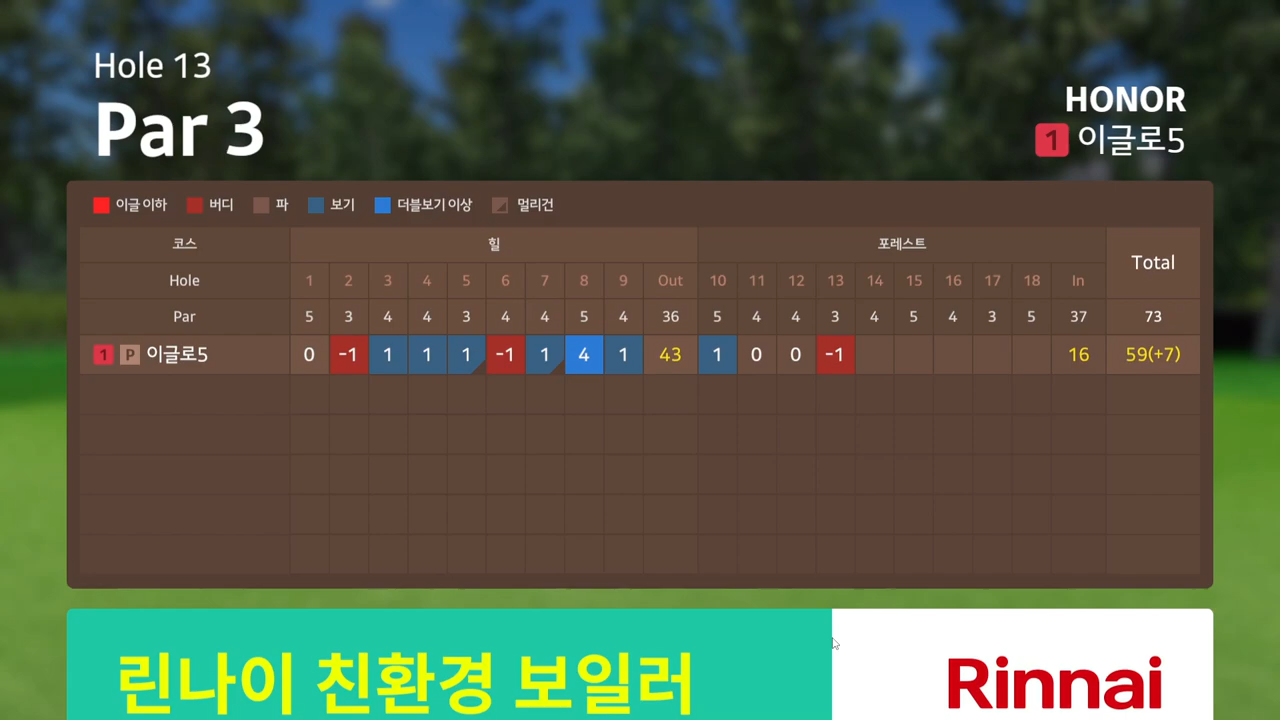 Hole 13
Par 3
HONOR
1 이글로5
이글 이하 버디 파 보기 더블보기 이상 멀리건
코스 힐 포레스트 Total
Hole 1 2 3 4 5 6 7 8 9 Out 10 11 12 13 14 15 16 17 18 In
Par 5 3 4 4 3 4 4 5 4 36 5 4 4 3 4 5 4 3 5 37 73
1 P 이글로5 0 -1 1 1 1 -1 1 4 1 43 1 0 0 -1 16 59(+7)
린나이 친환경 보일러
Rinnai